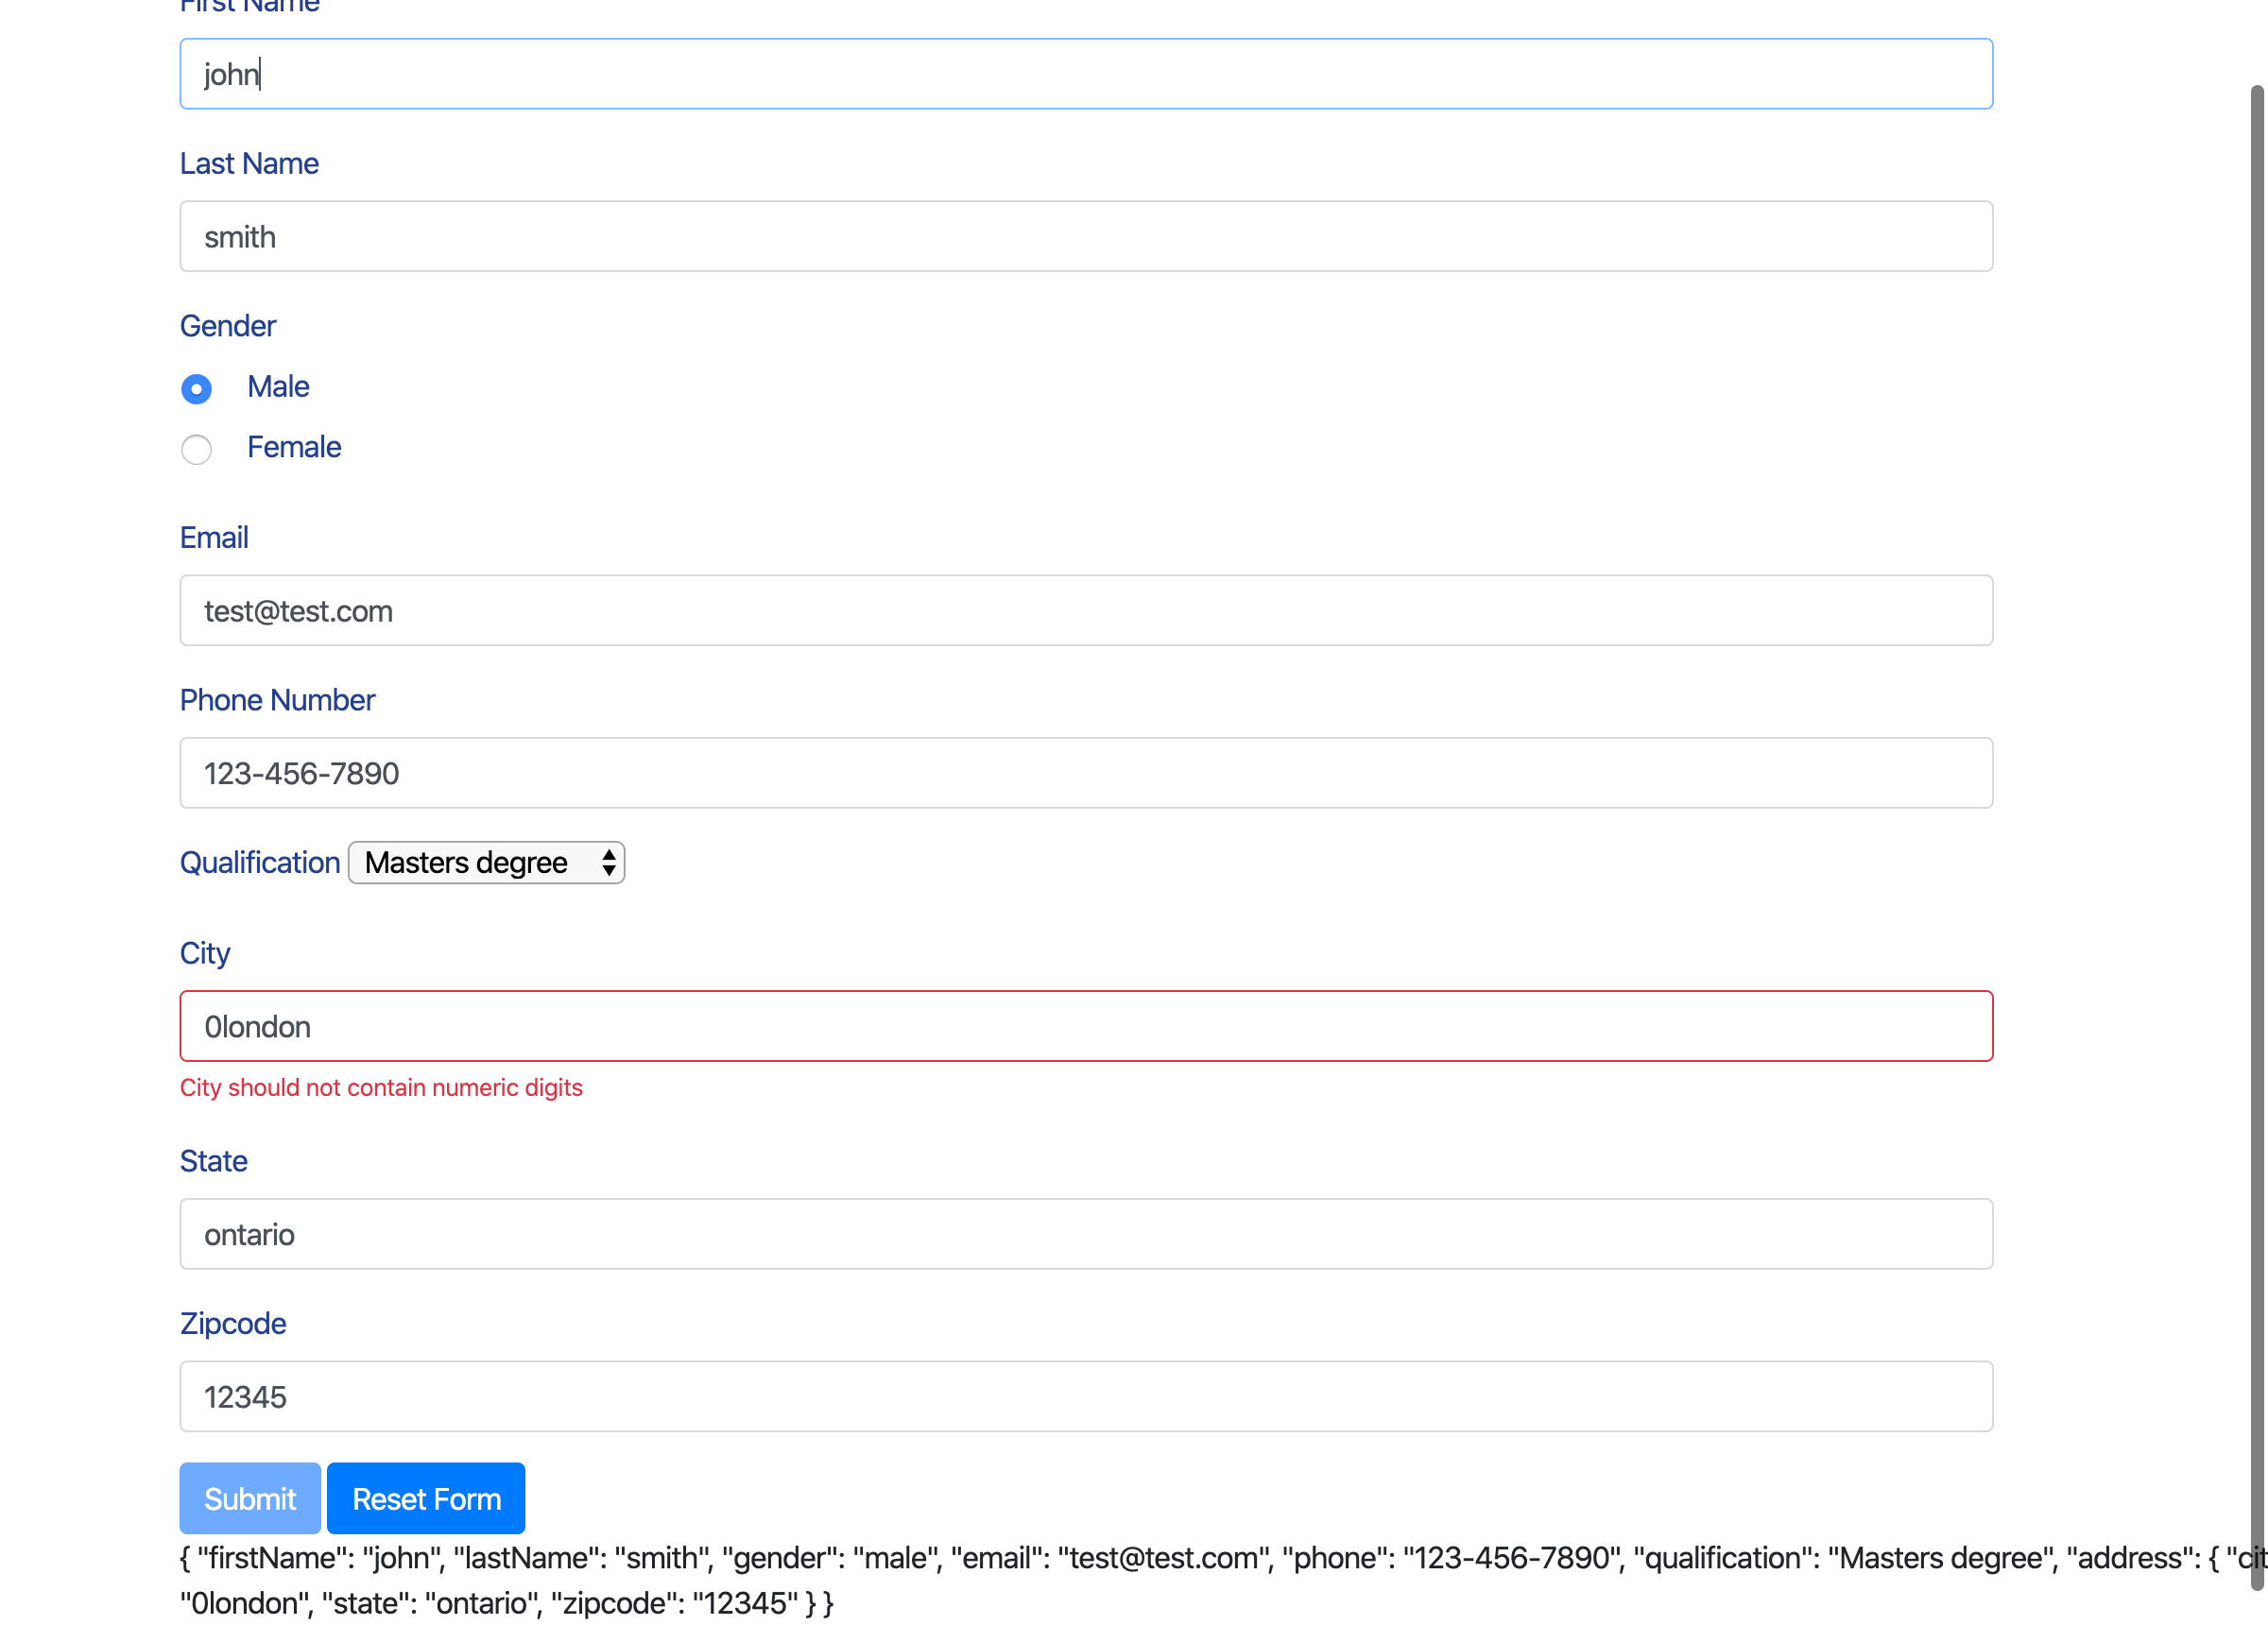 First Name
john
Last Name
smith
Gender
Male
Female
Email
test@test.com
Phone Number
123-456-7890
Qualification Masters degree
City
0london
City should not contain numeric digits
State
ontario
Zipcode
12345
Submit Reset Form
{ "firstName": "john", "lastName": "smith", "gender": "male", "email": "test@test.com", "phone": "123-456-7890", "qualification": "Masters degree", "address": { "cit
"0london", "state": "ontario", "zipcode": "12345" } }